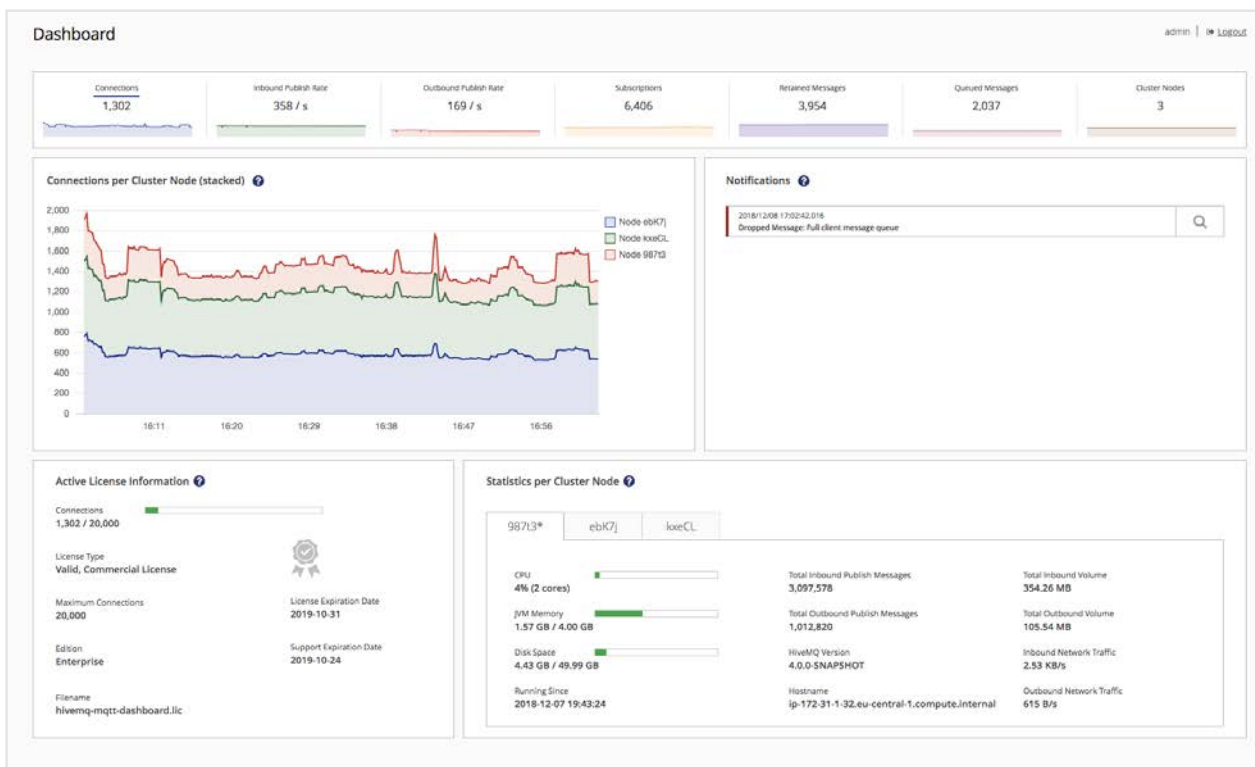 Dashboard
admin | Logout
Connections
1,302
Inbound Publish Rate
358 / s
Outbound Publish Rate
169 / s
Subscriptions
6,406
Retained Messages
3,954
Queued Messages
2,037
Cluster Nodes
3
Connections per Cluster Node (stacked) ?
2,000
1,800
1,600
1,400
1,200
1,000
800
600
400
200
0
16:11 16:20 16:29 16:38 16:47 16:56
Node ebK7j
Node kxeCL
Node 987t3
Notifications ?
2018/12/08 17:02:42.016
Dropped Message: Full client message queue
Active License Information ?
Connections
1,302 / 20,000
License Type
Valid, Commercial License
Maximum Connections
20,000
License Expiration Date
2019-10-31
Edition
Enterprise
Support Expiration Date
2019-10-24
Filename
hivemq-mqtt-dashboard.lic
Statistics per Cluster Node ?
987t3* ebK7j kxeCL
CPU
4% (2 cores)
JVM Memory
1.57 GB / 4.00 GB
Disk Space
4.43 GB / 49.99 GB
Running Since
2018-12-07 19:43:24
Total Inbound Publish Messages
3,097,578
Total Outbound Publish Messages
1,012,820
HiveMQ Version
4.0.0-SNAPSHOT
Hostname
ip-172-31-1-32.eu-central-1.compute.internal
Total Inbound Volume
354.26 MB
Total Outbound Volume
105.54 MB
Inbound Network Traffic
2.53 KB/s
Outbound Network Traffic
615 B/s